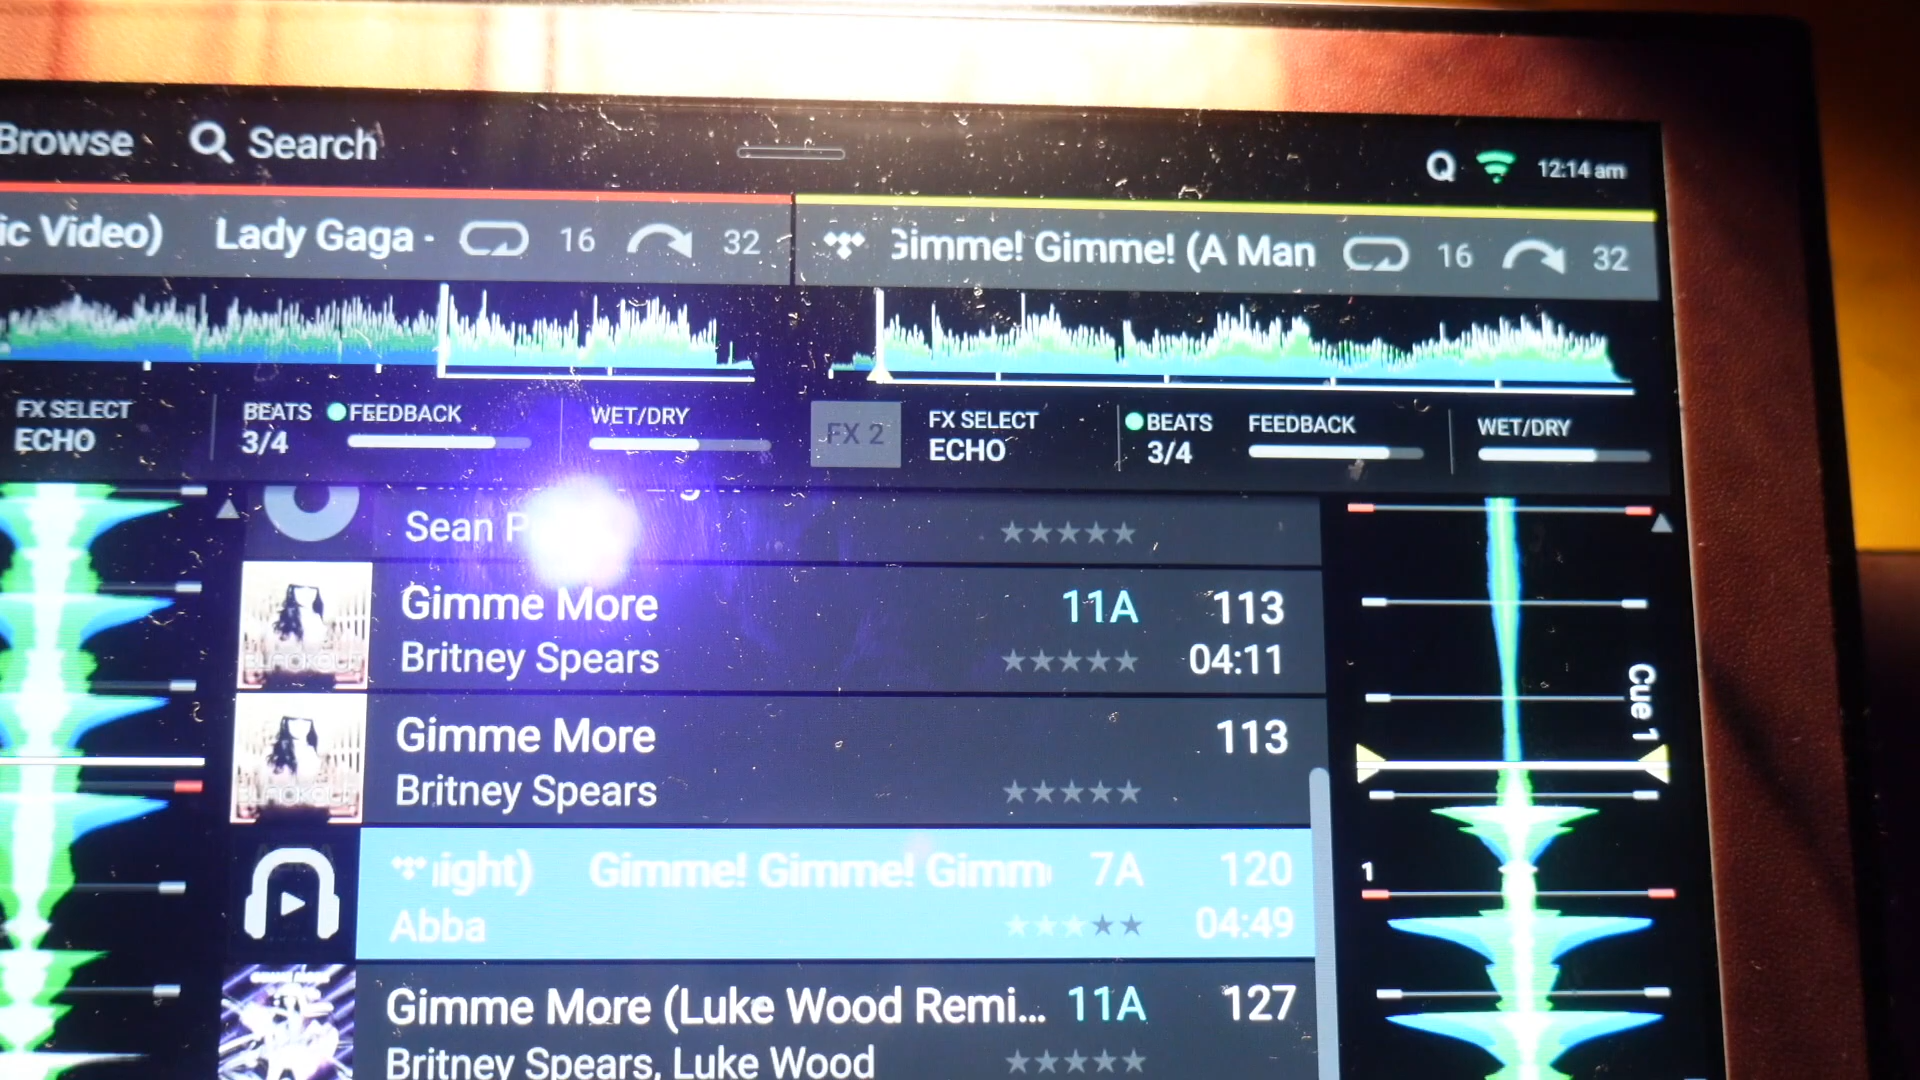 Browse
Search
Q
12:14 am
ic Video) Lady Gaga - 16 32
Gimme! Gimme! (A Man 16 32
FX SELECT
ECHO
BEATS
3/4
FEEDBACK
WET/DRY
FX 2
FX SELECT
ECHO
BEATS
3/4
FEEDBACK
WET/DRY
Sean
Gimme More 11A 113
Britney Spears 04:11
Gimme More 113
Britney Spears
ight) Gimme! Gimme! Gimm 7A 120
Abba 04:49
Gimme More (Luke Wood Remi... 11A 127
Britney Spears, Luke Wood
Cue 1
1